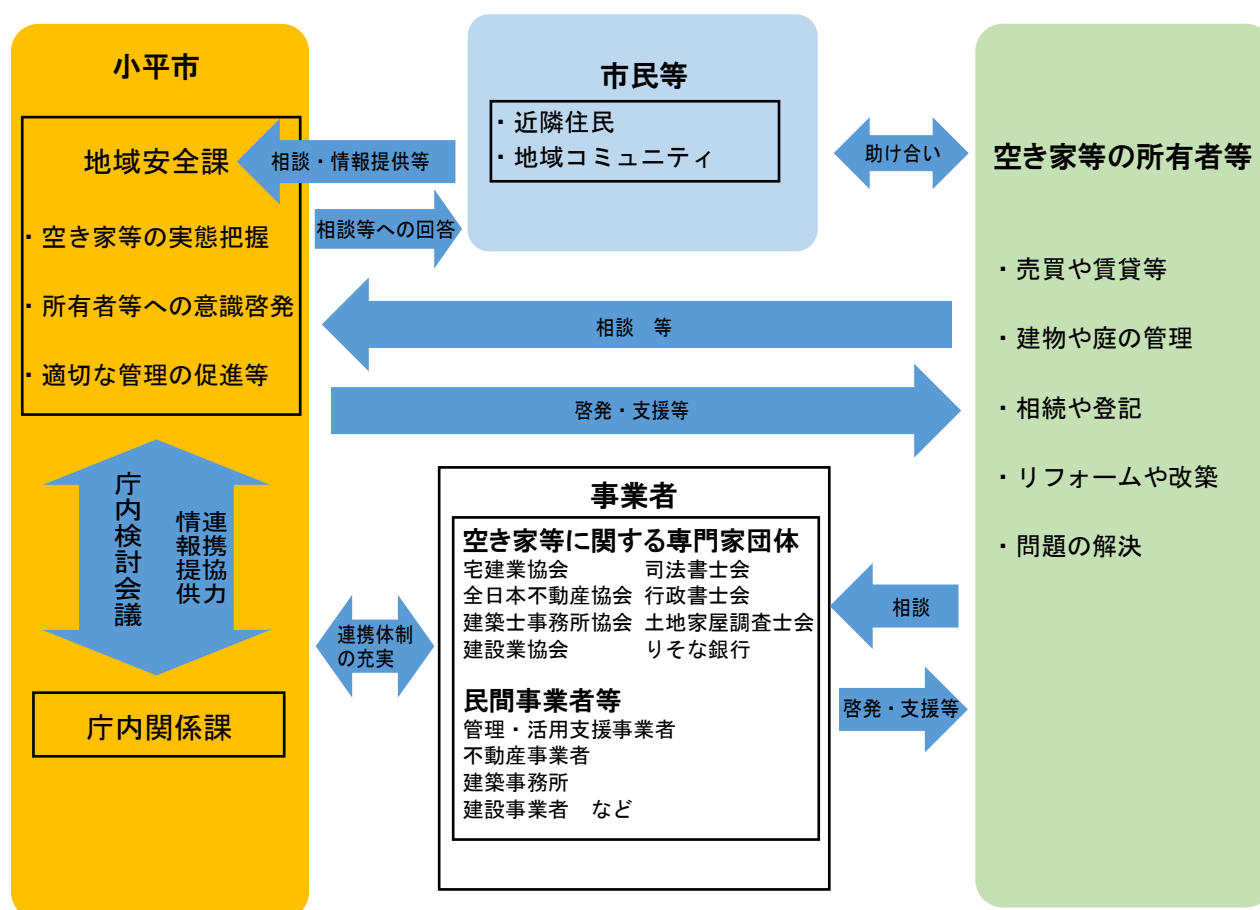 小平市
地域安全課
・空き家等の実態把握
・所有者等への意識啓発
・適切な管理の促進等
庁内検討会議
連携協力
情報提供
庁内関係課
相談・情報提供等
相談等への回答
市民等
・近隣住民
・地域コミュニティ
助け合い
相談　等
啓発・支援等
連携体制
の充実
事業者
空き家等に関する専門家団体
宅建業協会　司法書士会
全日本不動産協会　行政書士会
建築士事務所協会　土地家屋調査士会
建設業協会　りそな銀行
民間事業者等
管理・活用支援事業者
不動産事業者
建築事務所
建設事業者　など
相談
啓発・支援等
空き家等の所有者等
・売買や賃貸等
・建物や庭の管理
・相続や登記
・リフォームや改築
・問題の解決